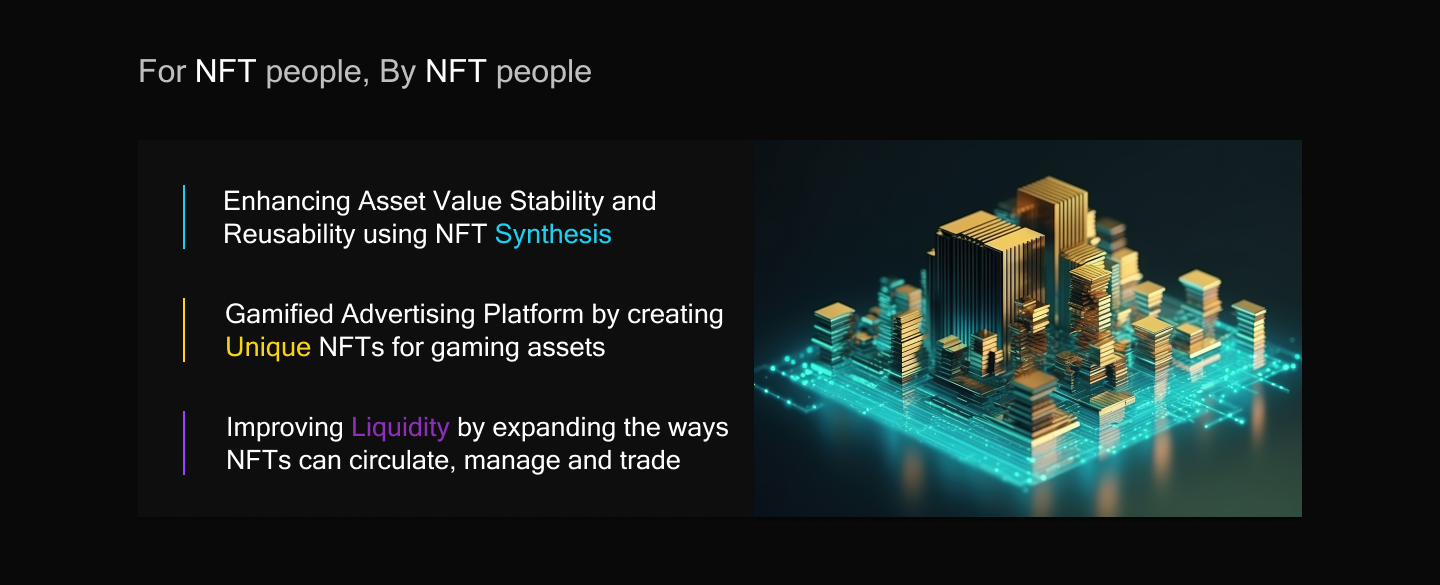 For NFT people, By NFT people
Enhancing Asset Value Stability and
Reusability using NFT Synthesis
Gamified Advertising Platform by creating
Unique NFTs for gaming assets
Improving Liquidity by expanding the ways
NFTs can circulate, manage and trade